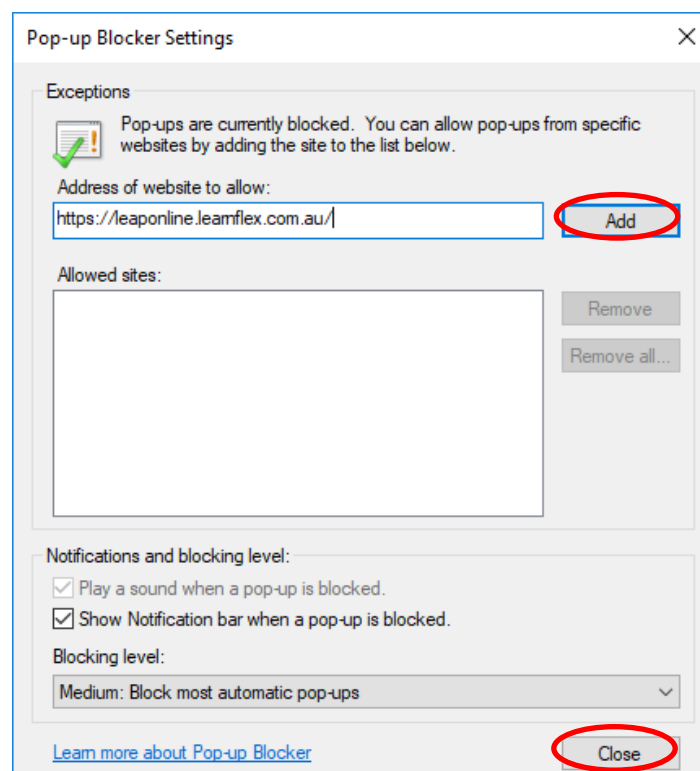 Pop-up Blocker Settings
Exceptions
Pop-ups are currently blocked. You can allow pop-ups from specific
websites by adding the site to the list below.
Address of website to allow:
https://leaponline.learnflex.com.au/
Add
Allowed sites:
Remove
Remove all...
Notifications and blocking level:
Play a sound when a pop-up is blocked.
Show Notification bar when a pop-up is blocked.
Blocking level:
Medium: Block most automatic pop-ups
Learn more about Pop-up Blocker
Close